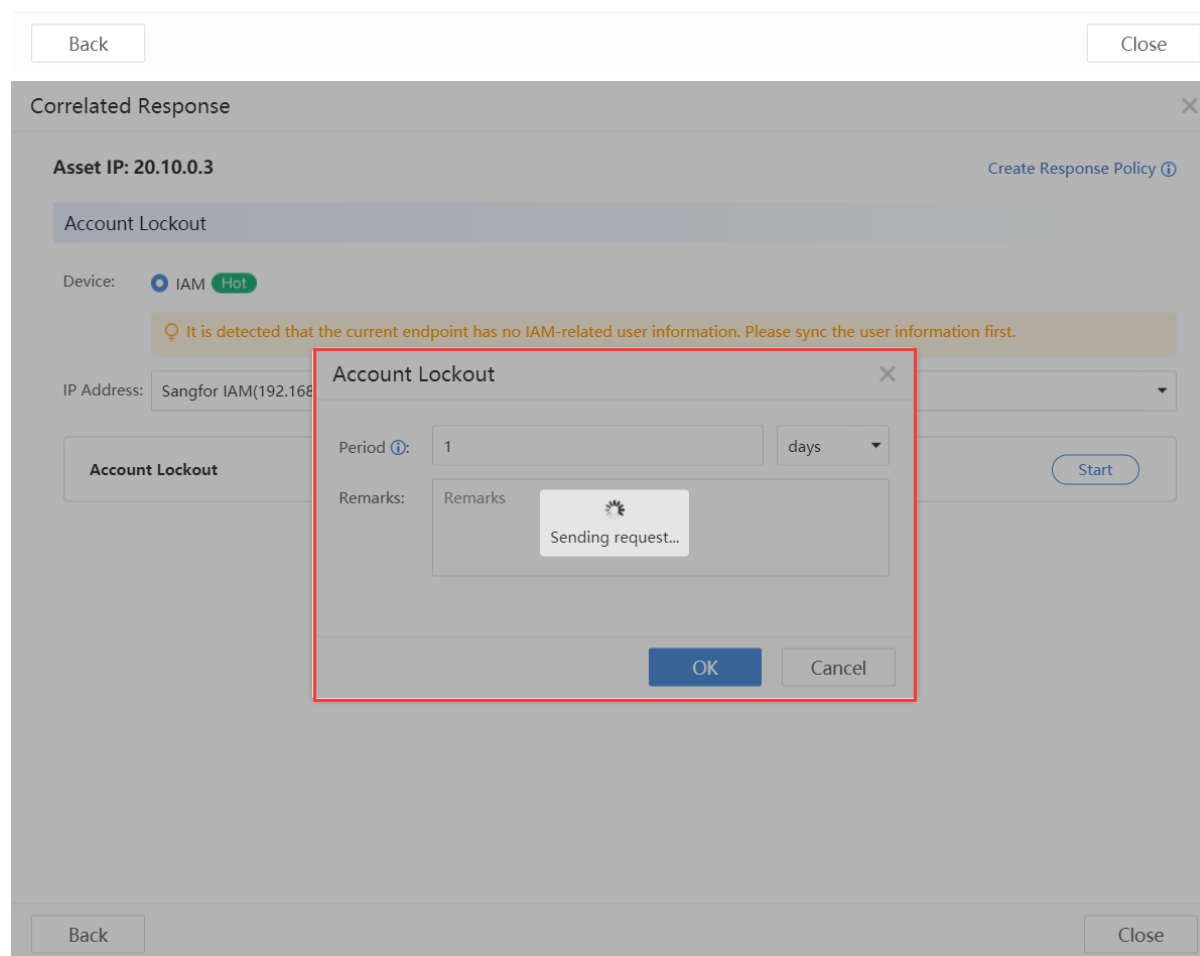 Back
Close
Correlated Response
Asset IP: 20.10.0.3
Create Response Policy
Account Lockout
Device:
IAM Hot
It is detected that the current endpoint has no IAM-related user information. Please sync the user information first.
IP Address: Sangfor IAM(192.168
Account Lockout
Start
Account Lockout
Period : 1 days
Remarks: Remarks
Sending request...
OK Cancel
Back
Close